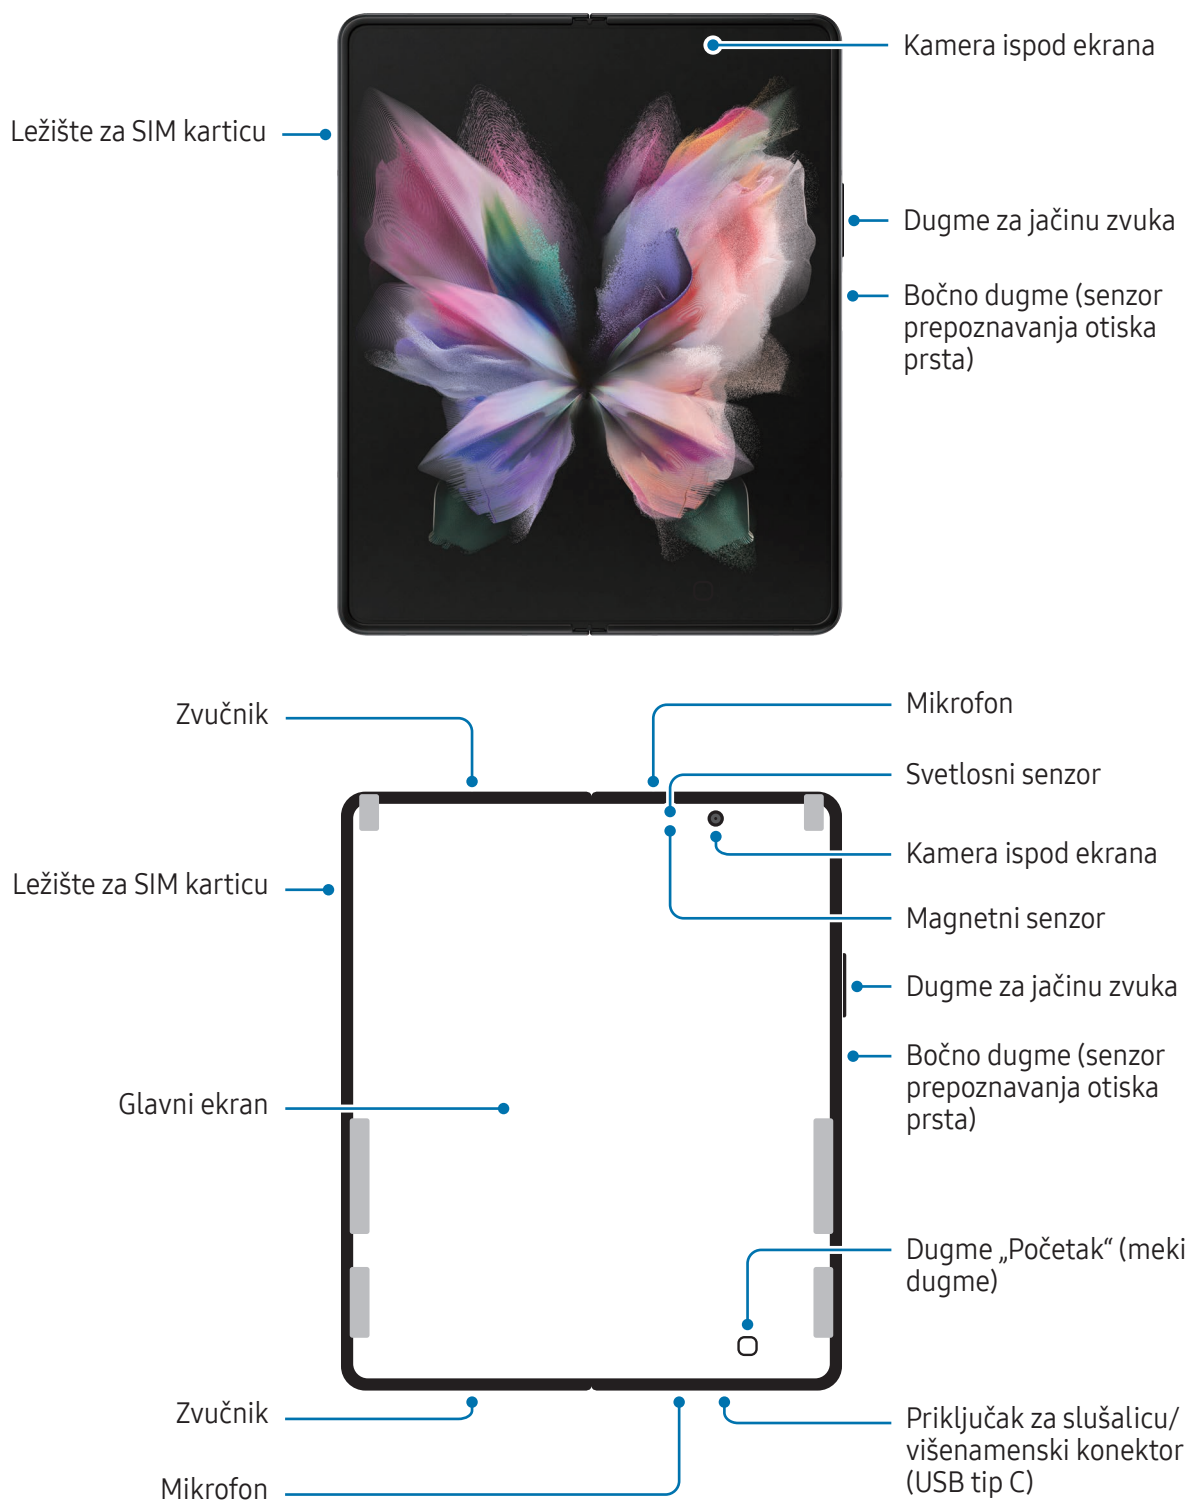 Kamera ispod ekrana
Ležište za SIM karticu
Dugme za jačinu zvuka
Bočno dugme (senzor
prepoznavanja otiska
prsta)
Zvučnik
Mikrofon
Svetlosni senzor
Kamera ispod ekrana
Ležište za SIM karticu
Magnetni senzor
Dugme za jačinu zvuka
Bočno dugme (senzor
prepoznavanja otiska
prsta)
Glavni ekran
Dugme „Početak“ (meki
dugme)
Zvučnik
Priključak za slušalicu/
višenamenski konektor
(USB tip C)
Mikrofon